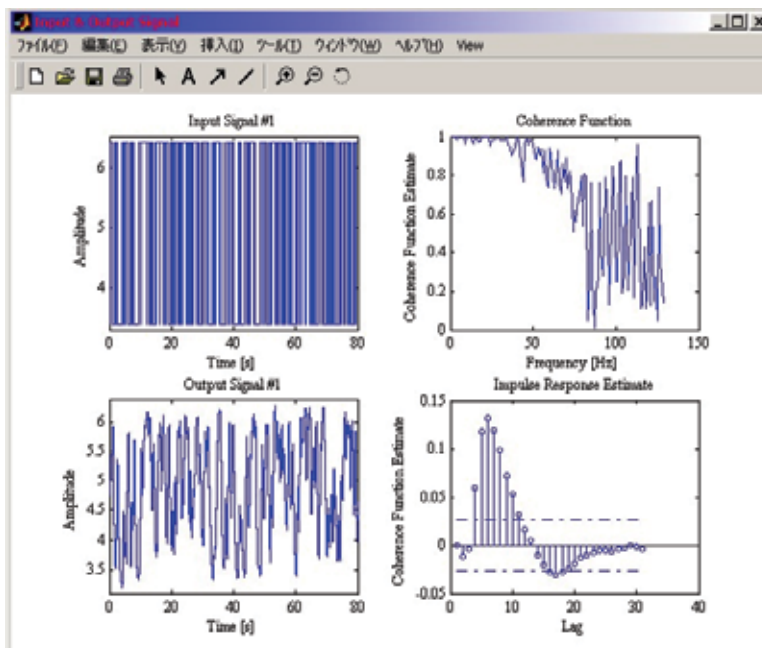 Input & Output Signal
ファイル(F) 編集(E) 表示(V) 挿入(I) ツール(T) ウィンドウ(W) ヘルプ(H) View
A
Input Signal #1
Amplitude
6
5
4
0 20 40 60 80
Time [s]
Coherence Function
Coherence Function Estimate
1
0.8
0.6
0.4
0.2
0
0 50 100 150
Frequency [Hz]
Output Signal #1
Amplitude
6
5.5
5
4.5
4
3.5
0 20 40 60 80
Time [s]
Impulse Response Estimate
Coherence Function Estimate
0.15
0.1
0.05
0
-0.05
0 10 20 30 40
Lag